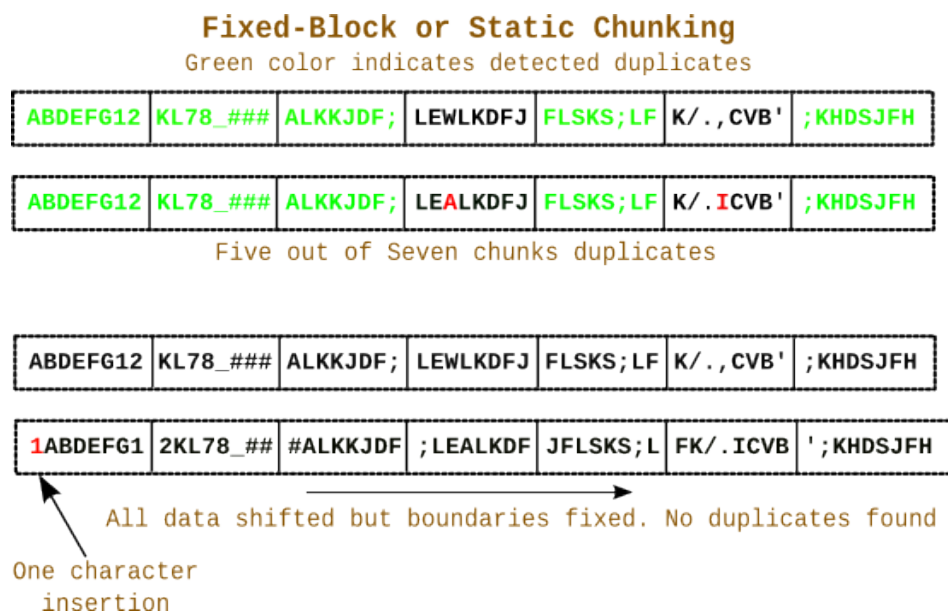 Fixed-Block or Static Chunking
Green color indicates detected duplicates
ABDEFG12 KL78_### ALKKJDF; LEWLKDFJ FLSKS;LF K/.,CVB' ;KHDSJFH
ABDEFG12 KL78_### ALKKJDF; LEALKDFJ FLSKS;LF K/.ICVB' ;KHDSJFH
Five out of Seven chunks duplicates
ABDEFG12 KL78_### ALKKJDF; LEWLKDFJ FLSKS;LF K/.,CVB' ;KHDSJFH
1ABDEFG1 2KL78_## #ALKKJDF ;LEALKDF JFLSKS;L FK/.ICVB ';KHDSJFH
All data shifted but boundaries fixed. No duplicates found
One character
insertion